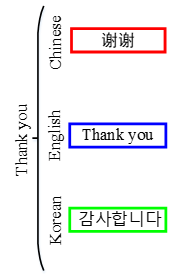 Thank you
Chinese
谢谢
English
Thank you
Korean
감사합니다